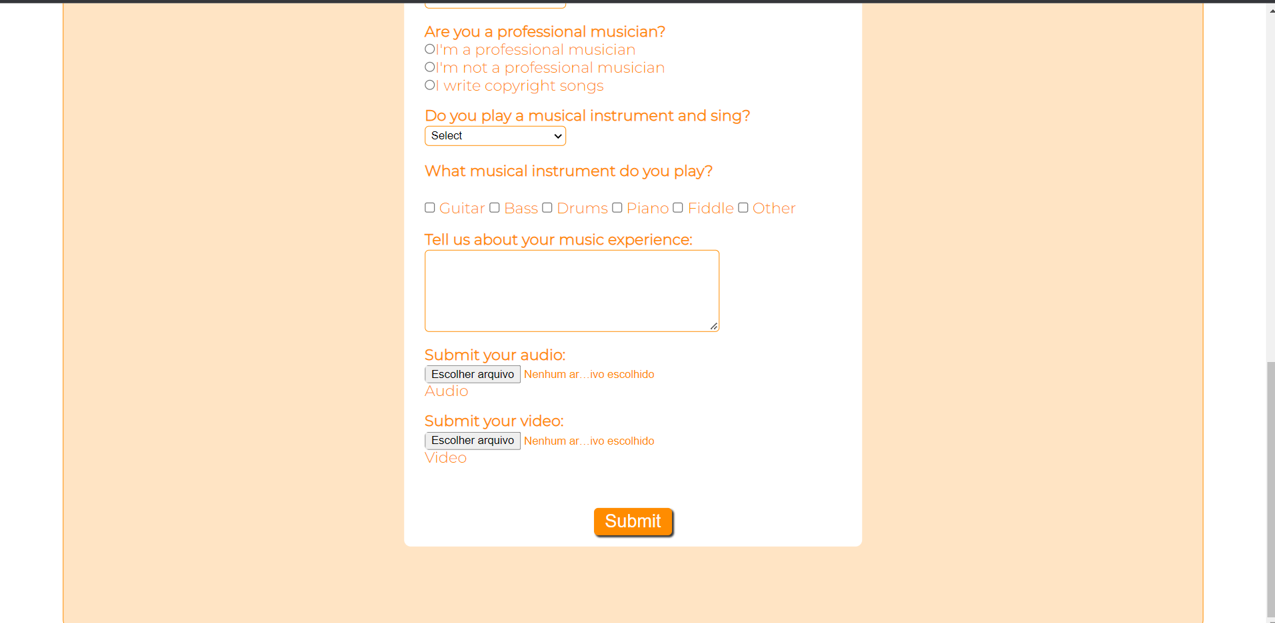 Are you a professional musician?
I'm a professional musician
I'm not a professional musician
I write copyright songs
Do you play a musical instrument and sing?
Select
What musical instrument do you play?
Guitar Bass Drums Piano Fiddle Other
Tell us about your music experience:
Submit your audio:
Escolher arquivo Nenhum ar...ivo escolhido
Audio
Submit your video:
Escolher arquivo Nenhum ar...ivo escolhido
Video
Submit